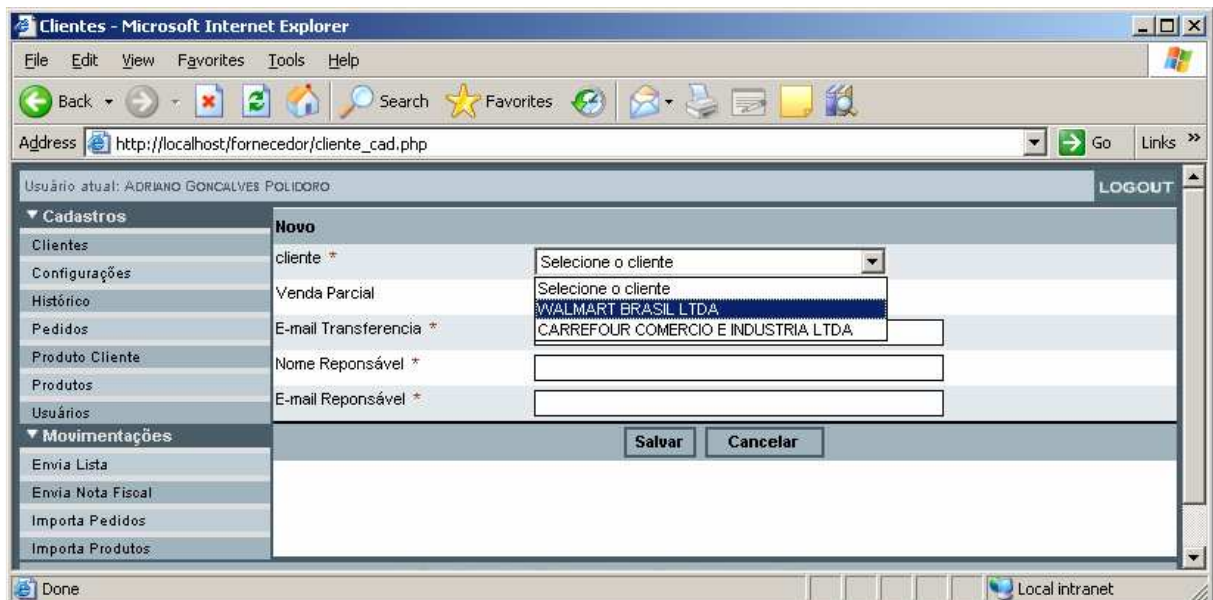 Clientes - Microsoft Internet Explorer
File Edit View Favorites Tools Help
Back Search Favorites
Address http://localhost/fornecedor/cliente_cad.php Go Links »
Usuário atual: ADRIANO GONCALVES POLIDORO LOGOUT
Cadastros
Clientes
Configurações
Histórico
Pedidos
Produto Cliente
Produtos
Usuários
Movimentações
Envia Lista
Envia Nota Fiscal
Importa Pedidos
Importa Produtos
Novo
cliente * Selecione o cliente
Selecione o cliente
WALMART BRASIL LTDA
CARREFOUR COMERCIO E INDUSTRIA LTDA
Venda Parcial
E-mail Transferencia *
Nome Reponsável *
E-mail Reponsável *
Salvar Cancelar
Done Local intranet